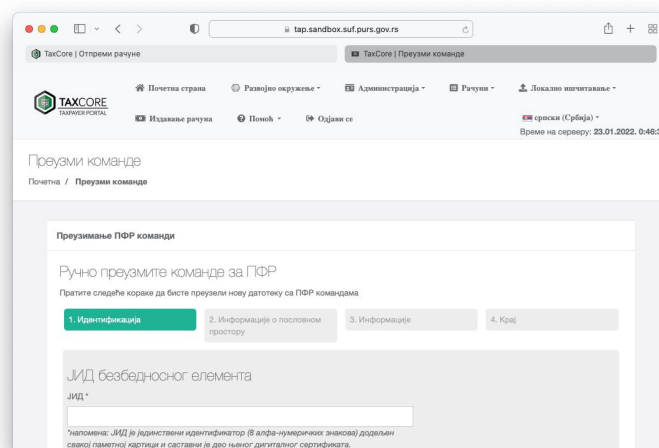 tap.sandbox.suf.purs.gov.rs
TaxCore | Отпреми рачуне
TaxCore | Преузми команде
TAXCORE
TAXPAYER PORTAL
Почетна страна
Развојно окружење
Администрација
Рачуни
Локално ишчитавање
Издавање рачуна
Помоћ
Одјави се
српски (Србија)
Време на серверу: 23.01.2022. 0:46:3
Преузми команде
Почетна / Преузми команде
Преузимање ПФР команди
Ручно преузмите команде за ПФР
Пратите следеће кораке да бисте преузели нову датотеку са ПФР командама
1. Идентификација
2. Информације о пословном
простору
3. Информације
4. Крај
ЈИД безбедносног елемента
ЈИД *
*напомена: ЈИД је јединствени идентификатор (8 алфа-нумеричких знакова) додељен
свакој паметној картици и саставни је део њеног дигиталног сертификата.